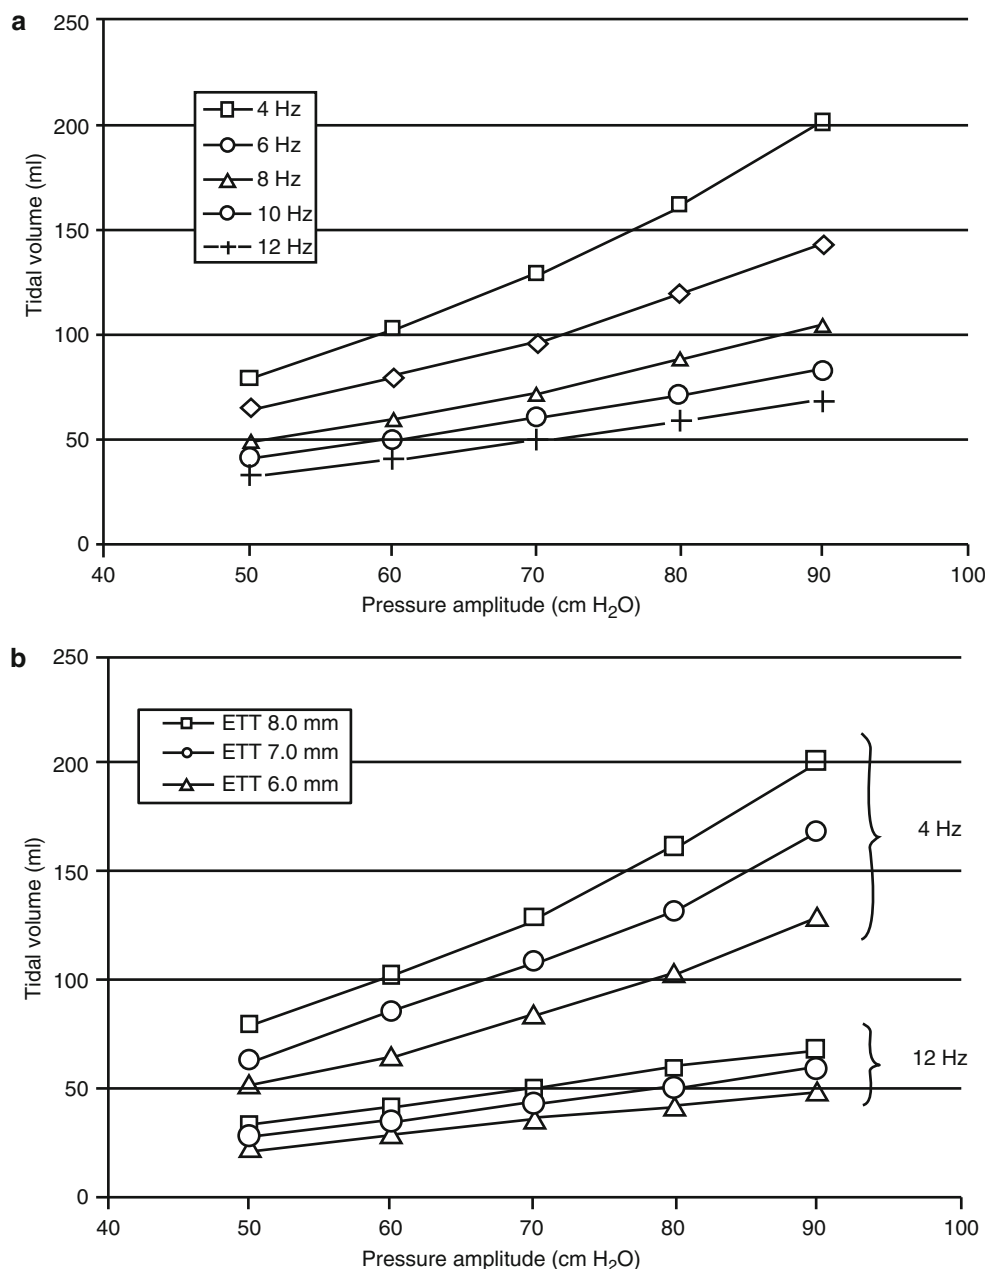 a
250
200
150
100
50
0
Tidal volume (ml)
4 Hz
6 Hz
8 Hz
10 Hz
12 Hz
40 50 60 70 80 90 100
Pressure amplitude (cm H₂O)
b
250
200
150
100
50
0
Tidal volume (ml)
ETT 8.0 mm
ETT 7.0 mm
ETT 6.0 mm
4 Hz
12 Hz
40 50 60 70 80 90 100
Pressure amplitude (cm H₂O)